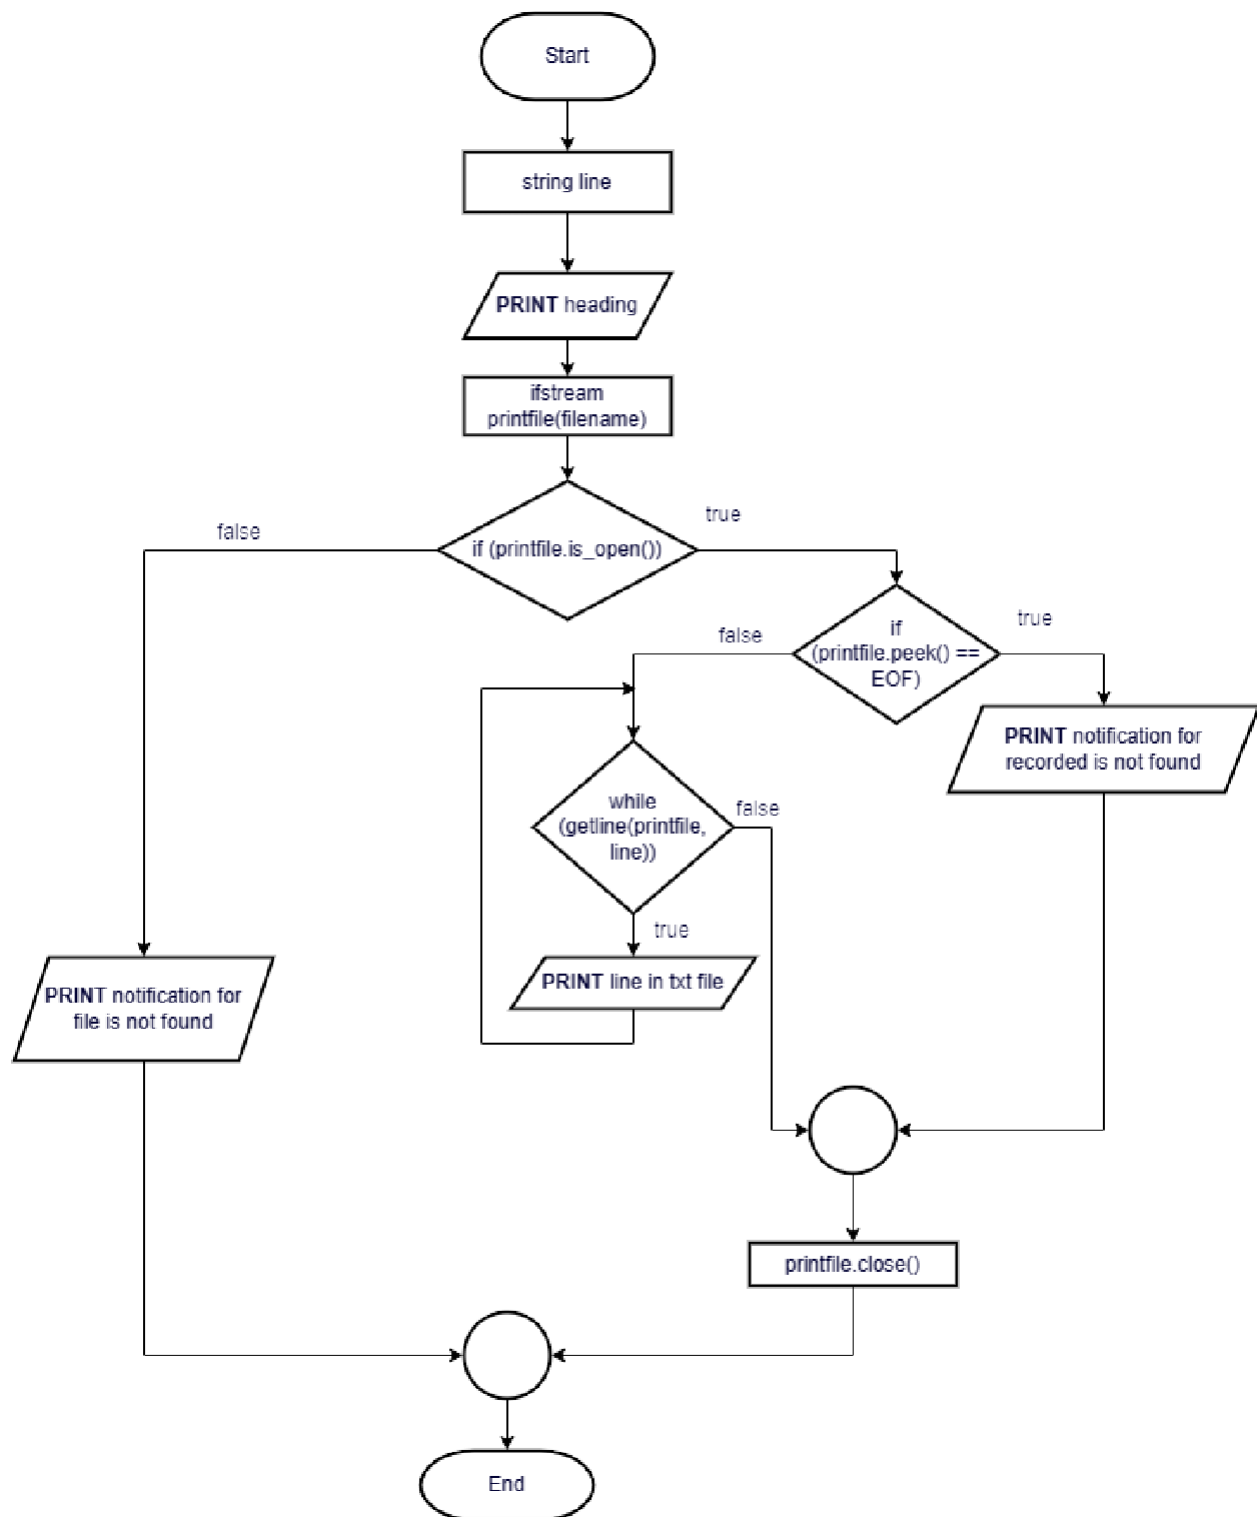 Start
string line
PRINT heading
ifstream
printfile(filename)
false
true
if (printfile.is_open())
false
true
if
(printfile.peek() ==
EOF)
PRINT notification for
recorded is not found
while
(getline(printfile,
line))
false
true
PRINT line in txt file
PRINT notification for
file is not found
printfile.close()
End